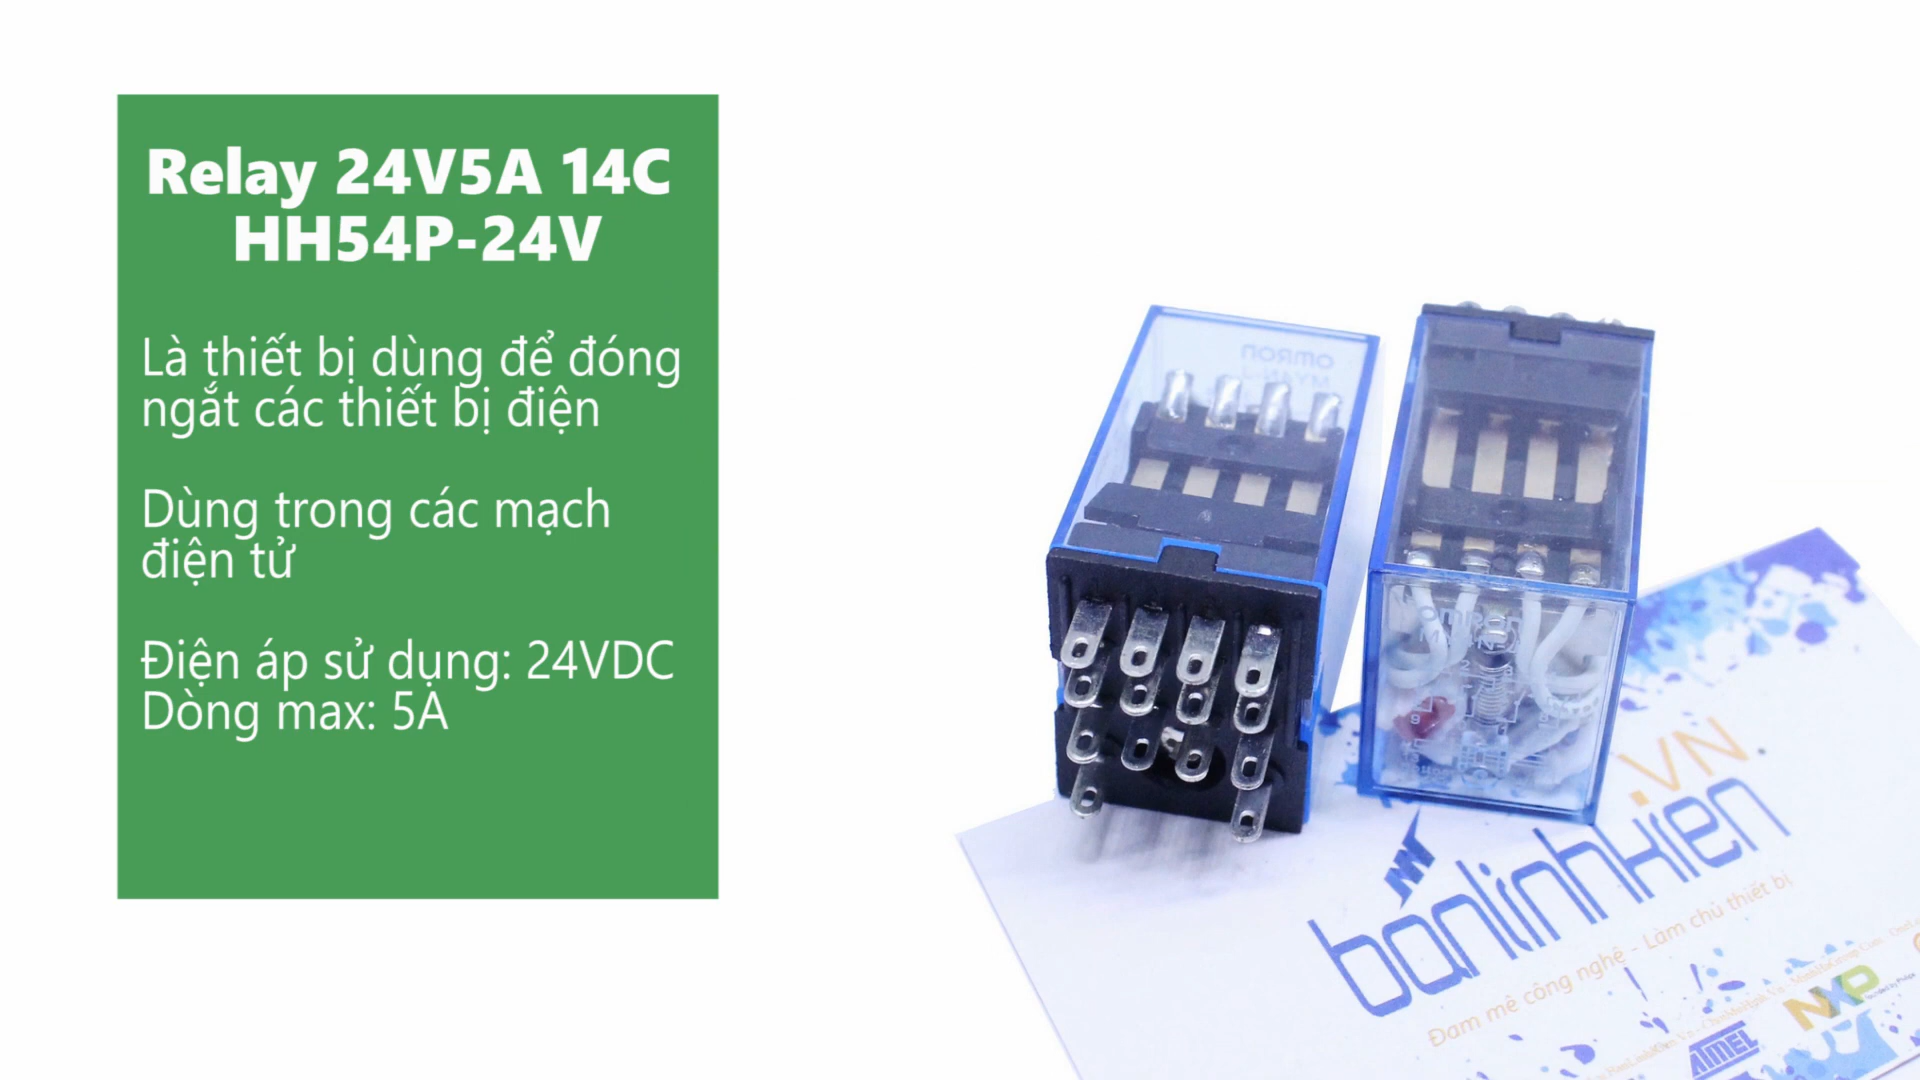 Relay 24V5A 14C
HH54P-24V
Là thiết bị dùng để đóng
ngắt các thiết bị điện
Dùng trong các mạch
điện tử
Điện áp sử dụng: 24VDC
Dòng max: 5A
omron
omron
banlinhkien
.VN
Đam mê công nghệ - Làm chủ thiết bị
NXP
ATMEL